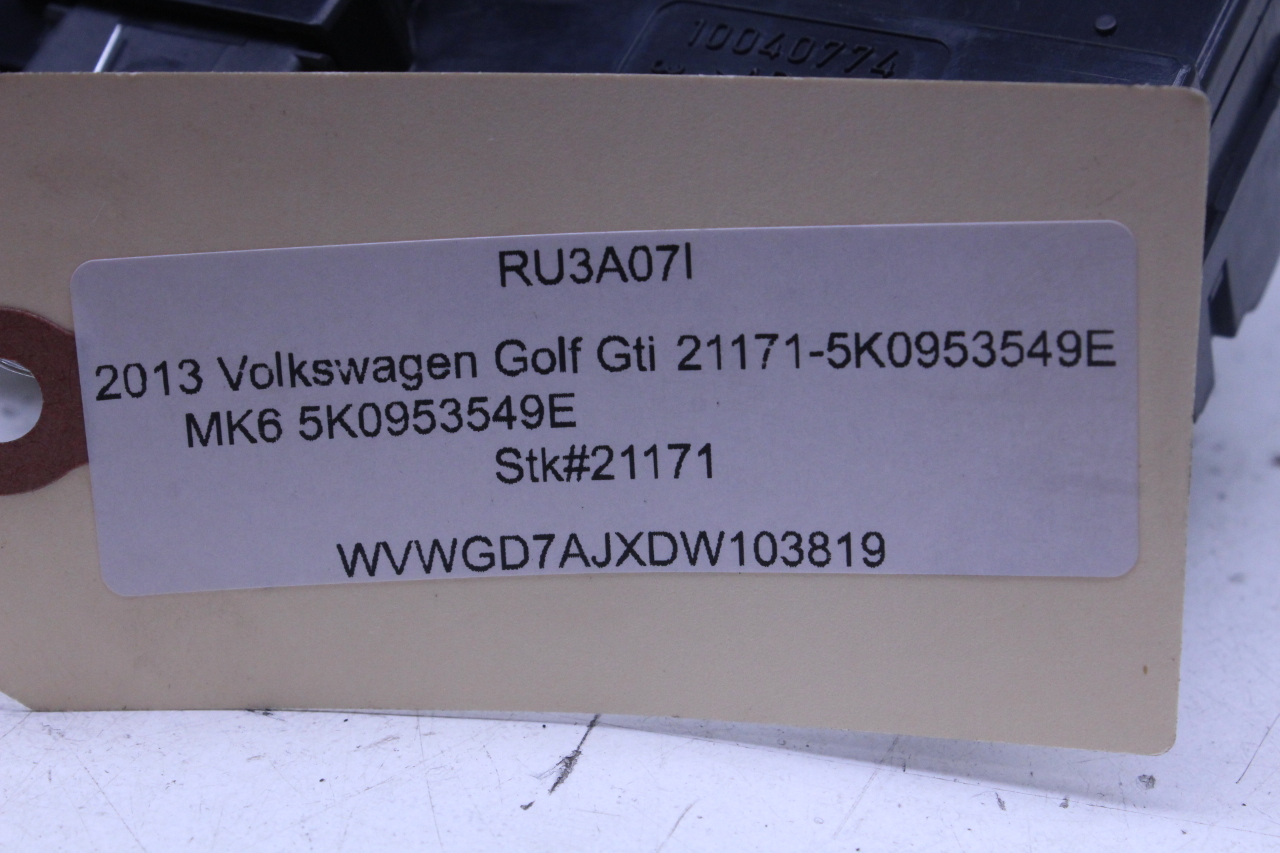 10040774
RU3A07I
2013 Volkswagen Golf Gti 21171-5K0953549E
MK6 5K0953549E
Stk#21171
WVWGD7AJXDW103819